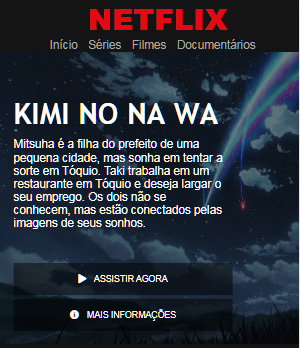 NETFLIX
Início Séries Filmes Documentários
KIMI NO NA WA
Mitsuha é a filha do prefeito de uma
pequena cidade, mas sonha em tentar a
sorte em Tóquio. Taki trabalha em um
restaurante em Tóquio e deseja largar o
seu emprego. Os dois não se
conhecem, mas estão conectados pelas
imagens de seus sonhos.
ASSISTIR AGORA
MAIS INFORMAÇÕES